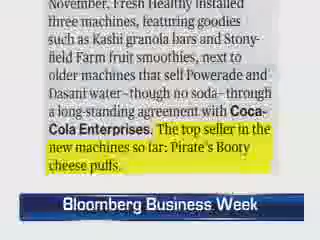 November, Fresh Healthy installed
three machines, featuring goodies
such as Kashi granola bars and Stony-
field Farm fruit smoothies, next to
older machines that sell Powerade and
Dasani water–though no soda–through
a long-standing agreement with Coca-
Cola Enterprises. The top seller in the
new machines so far: Pirate's Booty
cheese puffs.
Bloomberg Business Week